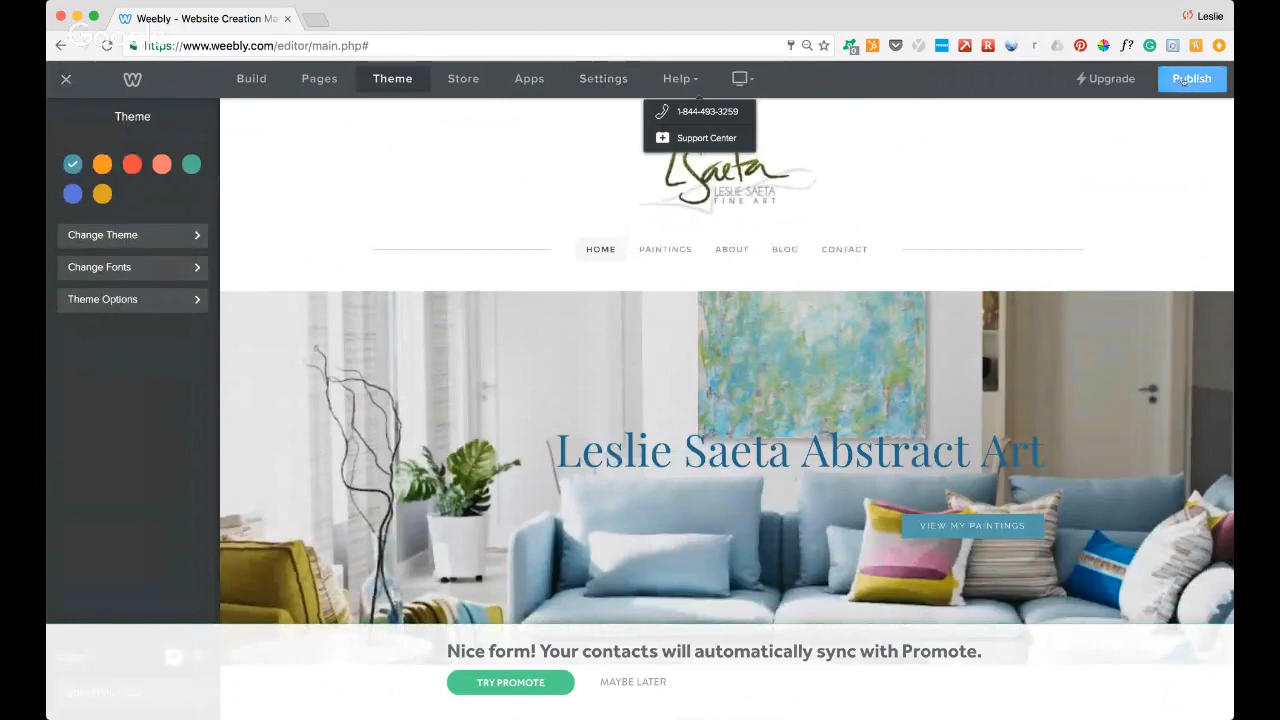 Weebly - Website Creation Ma
Leslie
Google
https://www.weebly.com/editor/main.php#
Build Pages Theme Store Apps Settings Help Upgrade Publish
Theme
1-844-493-3259
Support Center
Change Theme
Change Fonts
Theme Options
LSaeta
LESLIE SAETA
FINE ART
HOME PAINTINGS ABOUT BLOG CONTACT
Leslie Saeta Abstract Art
VIEW MY PAINTINGS
Nice form! Your contacts will automatically sync with Promote.
TRY PROMOTE MAYBE LATER